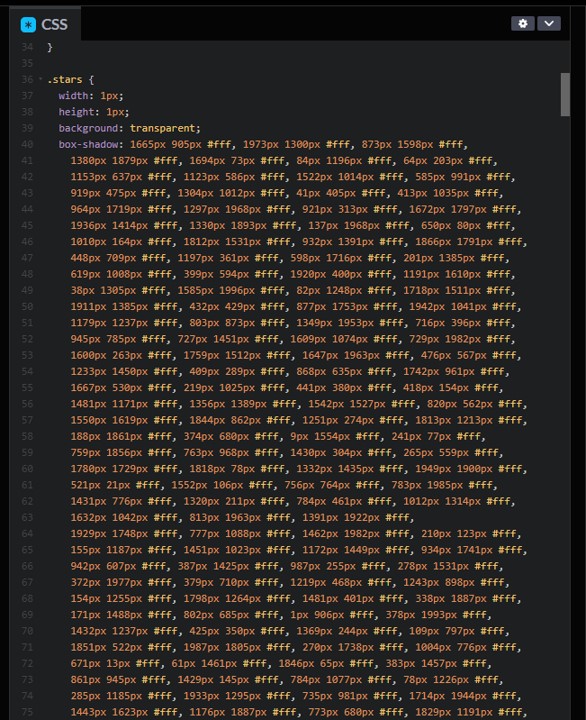 CSS
34 }
35
36 .stars {
37 width: 1px;
38 height: 1px;
39 background: transparent;
40 box-shadow: 1665px 905px #fff, 1973px 1300px #fff, 873px 1598px #fff,
41 1380px 1879px #fff, 1694px 73px #fff, 84px 1196px #fff, 64px 203px #fff,
42 1153px 637px #fff, 1123px 586px #fff, 1522px 1014px #fff, 585px 991px #fff,
43 919px 475px #fff, 1304px 1012px #fff, 41px 405px #fff, 413px 1035px #fff,
44 964px 1719px #fff, 1297px 1968px #fff, 921px 313px #fff, 1672px 1797px #fff,
45 1936px 1414px #fff, 1330px 1893px #fff, 137px 1968px #fff, 650px 80px #fff,
46 1010px 164px #fff, 1812px 1531px #fff, 932px 1391px #fff, 1866px 1791px #fff,
47 448px 709px #fff, 1197px 361px #fff, 598px 1716px #fff, 201px 1385px #fff,
48 619px 1008px #fff, 399px 594px #fff, 1920px 400px #fff, 1191px 1610px #fff,
49 38px 1305px #fff, 1585px 1996px #fff, 82px 1248px #fff, 1718px 1511px #fff,
50 1911px 1385px #fff, 432px 429px #fff, 877px 1753px #fff, 1942px 1041px #fff,
51 1179px 1237px #fff, 803px 873px #fff, 1349px 1953px #fff, 716px 396px #fff,
52 945px 785px #fff, 727px 1451px #fff, 1609px 1074px #fff, 729px 1982px #fff,
53 1600px 263px #fff, 1759px 1512px #fff, 1647px 1963px #fff, 476px 567px #fff,
54 1233px 1450px #fff, 409px 289px #fff, 868px 635px #fff, 1742px 961px #fff,
55 1667px 530px #fff, 219px 1025px #fff, 441px 380px #fff, 418px 154px #fff,
56 1481px 1171px #fff, 1356px 1389px #fff, 1542px 1527px #fff, 820px 562px #fff,
57 1550px 1619px #fff, 1844px 862px #fff, 1251px 274px #fff, 1813px 1213px #fff,
58 188px 1861px #fff, 374px 680px #fff, 9px 1554px #fff, 241px 77px #fff,
59 759px 1856px #fff, 763px 968px #fff, 1430px 304px #fff, 265px 559px #fff,
60 1780px 1729px #fff, 1818px 78px #fff, 1332px 1435px #fff, 1949px 1900px #fff,
61 521px 21px #fff, 1552px 106px #fff, 756px 764px #fff, 783px 1985px #fff,
62 1431px 776px #fff, 1320px 211px #fff, 784px 461px #fff, 1012px 1314px #fff,
63 1632px 1042px #fff, 813px 1963px #fff, 1391px 1922px #fff,
64 1929px 1748px #fff, 777px 1088px #fff, 1462px 1982px #fff, 210px 123px #fff,
65 155px 1187px #fff, 1451px 1023px #fff, 1172px 1449px #fff, 934px 1741px #fff,
66 942px 607px #fff, 387px 1425px #fff, 987px 255px #fff, 278px 1531px #fff,
67 372px 1977px #fff, 379px 710px #fff, 1219px 468px #fff, 1243px 898px #fff,
68 154px 1255px #fff, 1798px 1264px #fff, 1481px 401px #fff, 338px 1887px #fff,
69 171px 1488px #fff, 802px 685px #fff, 1px 906px #fff, 378px 1993px #fff,
70 1432px 1237px #fff, 425px 350px #fff, 1369px 244px #fff, 109px 797px #fff,
71 1851px 522px #fff, 1987px 1805px #fff, 270px 1738px #fff, 1004px 776px #fff,
72 671px 13px #fff, 61px 1461px #fff, 1846px 65px #fff, 383px 1457px #fff,
73 861px 945px #fff, 1429px 145px #fff, 784px 1077px #fff, 78px 1226px #fff,
74 285px 1185px #fff, 1933px 1295px #fff, 735px 981px #fff, 1714px 1944px #fff,
75 1443px 1623px #fff, 1176px 1887px #fff, 773px 680px #fff, 1829px 1191px #fff,